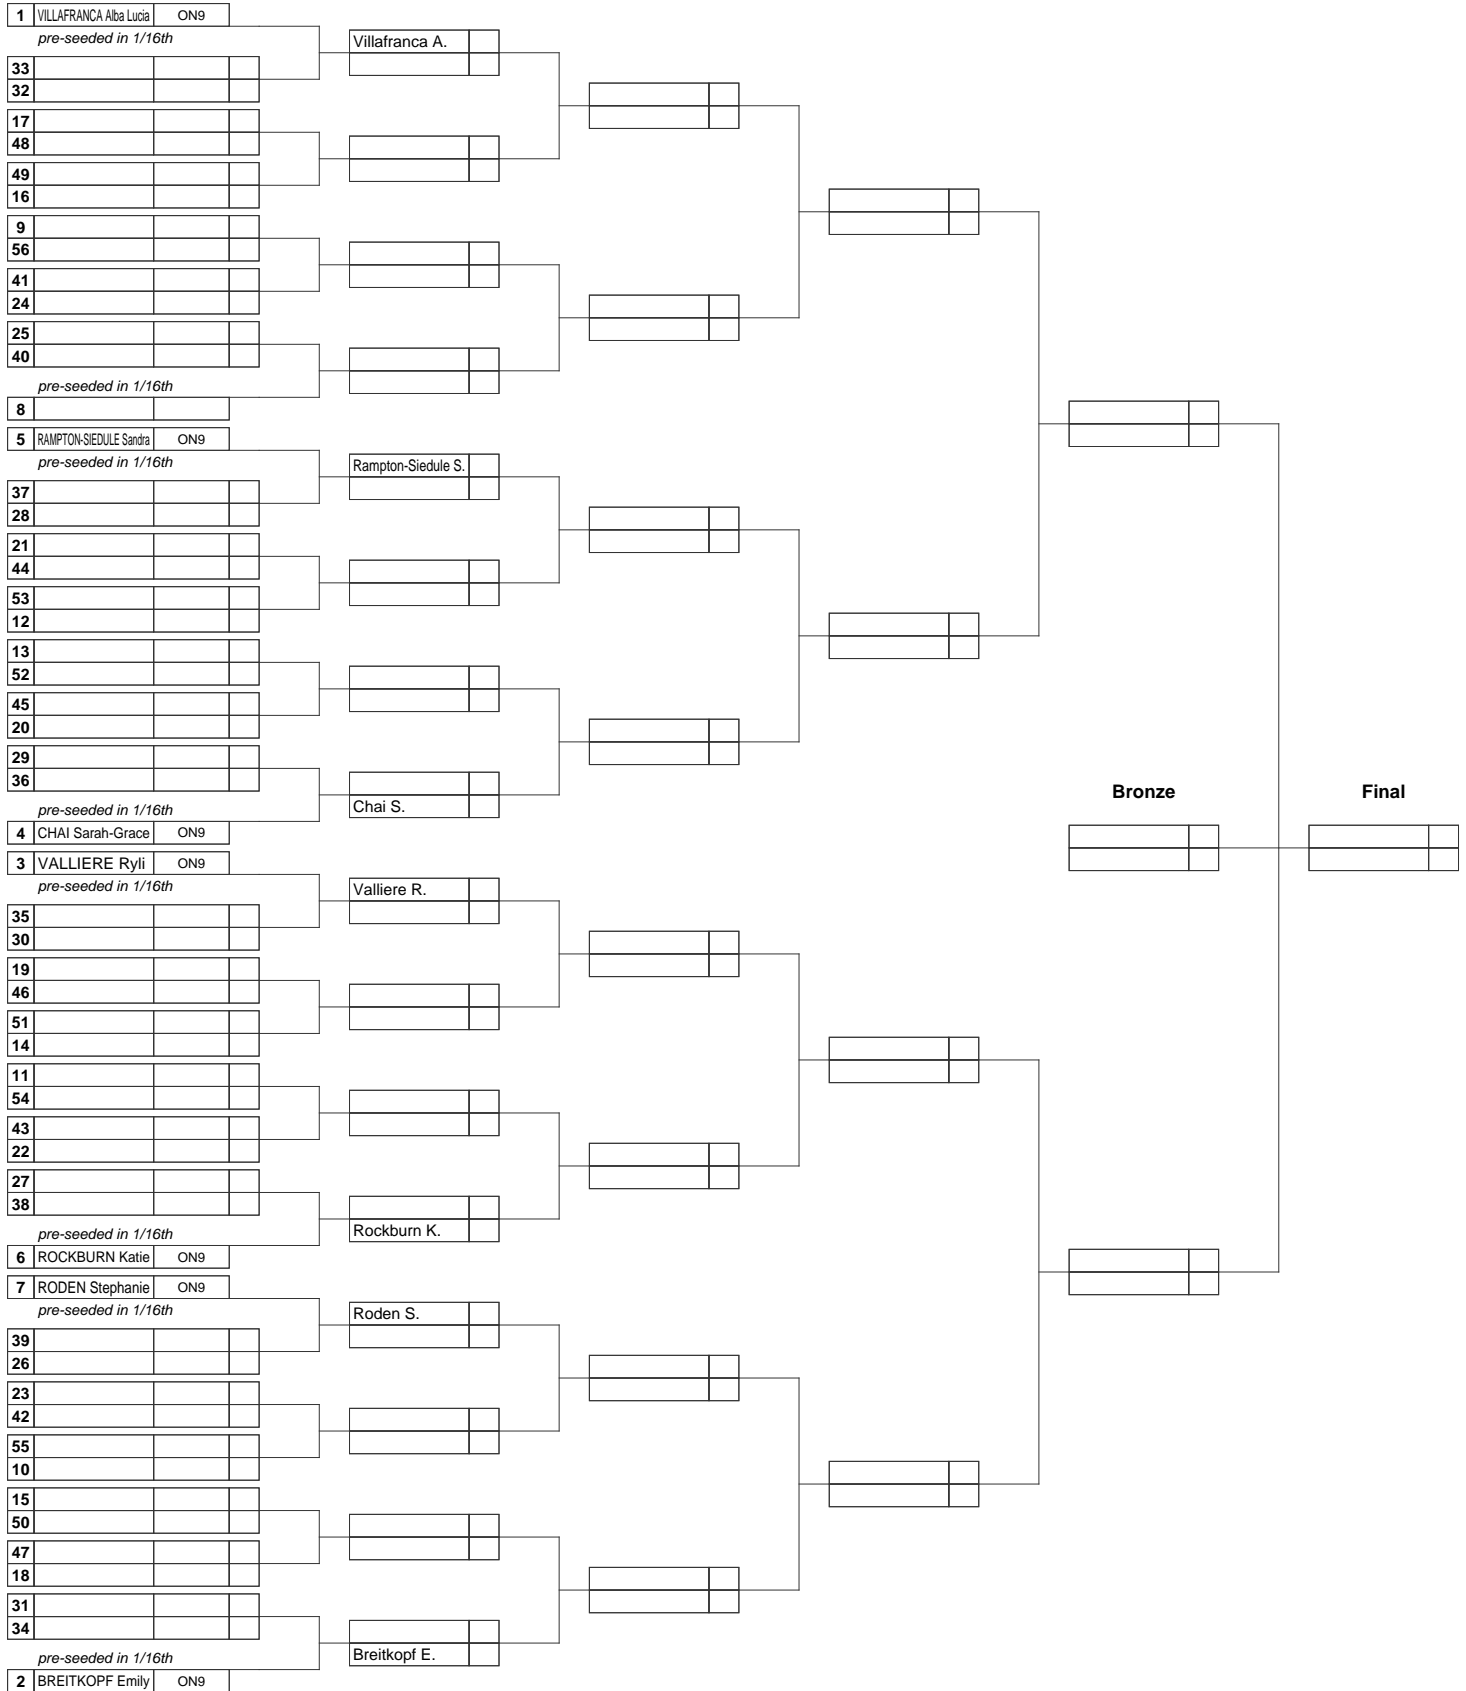 1 VILLAFRANCA Alba Lucia ON9
pre-seeded in 1/16th
Villafranca A.
33
32
17
48
49
16
9
56
41
24
25
40
pre-seeded in 1/16th
8
5 RAMPTON-SIEDULE Sandra ON9
pre-seeded in 1/16th
Rampton-Siedule S.
37
28
21
44
53
12
13
52
45
20
29
36
Bronze Final
pre-seeded in 1/16th
Chai S.
4 CHAI Sarah-Grace ON9
3 VALLIERE Ryli ON9
pre-seeded in 1/16th
Valliere R.
35
30
19
46
51
14
11
54
43
22
27
38
pre-seeded in 1/16th
Rockburn K.
6 ROCKBURN Katie ON9
7 RODEN Stephanie ON9
pre-seeded in 1/16th
Roden S.
39
26
23
42
55
10
15
50
47
18
31
34
pre-seeded in 1/16th
Breitkopf E.
2 BREITKOPF Emily ON9